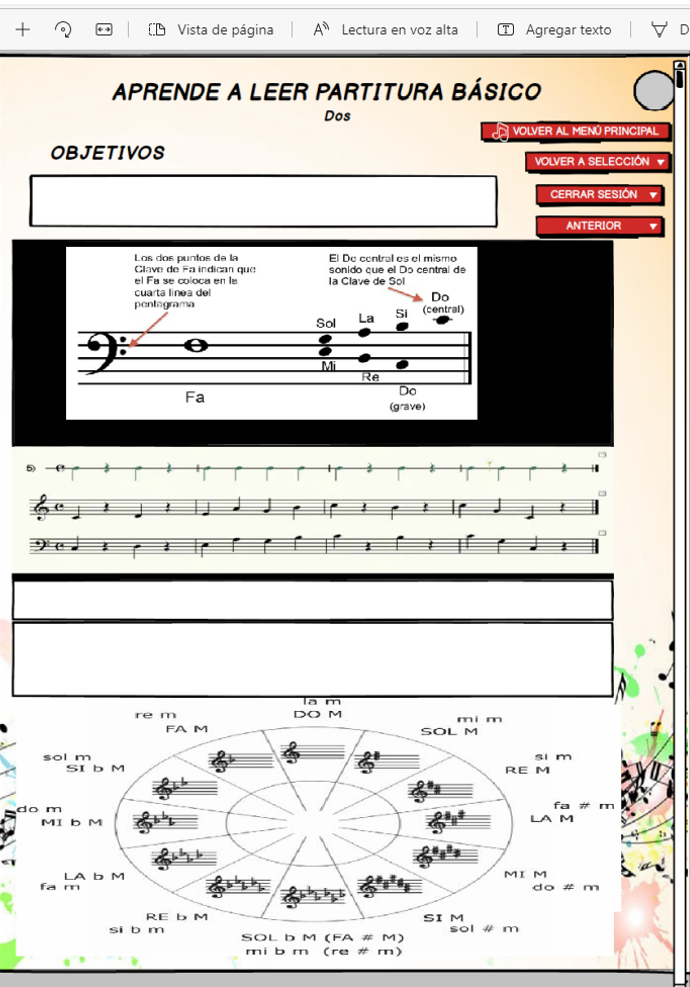 Vista de página
Lectura en voz alta
Agregar texto
D
APRENDE A LEER PARTITURA BÁSICO
Dos
VOLVER AL MENÚ PRINCIPAL
OBJETIVOS
VOLVER A SELECCIÓN
CERRAR SESIÓN
ANTERIOR
Los dos puntos de la
Clave de Fa indican que
el Fa se coloca en la
cuarta linea del
pentagrama
El Do central es el mismo
sonido que el Do central de
la Clave de Sol
Do
(central)
Si
La
Sol
Mi
Re
Do
(grave)
Fa
5)
la m
DO M
re m
FA M
mi m
SOL M
sol m
SI b M
si m
RE M
do m
MI b M
fa # m
LA M
LA b M
fa m
MI M
do # m
RE b M
si b m
SI M
sol # m
SOL b M (FA # M)
mi b m (re # m)